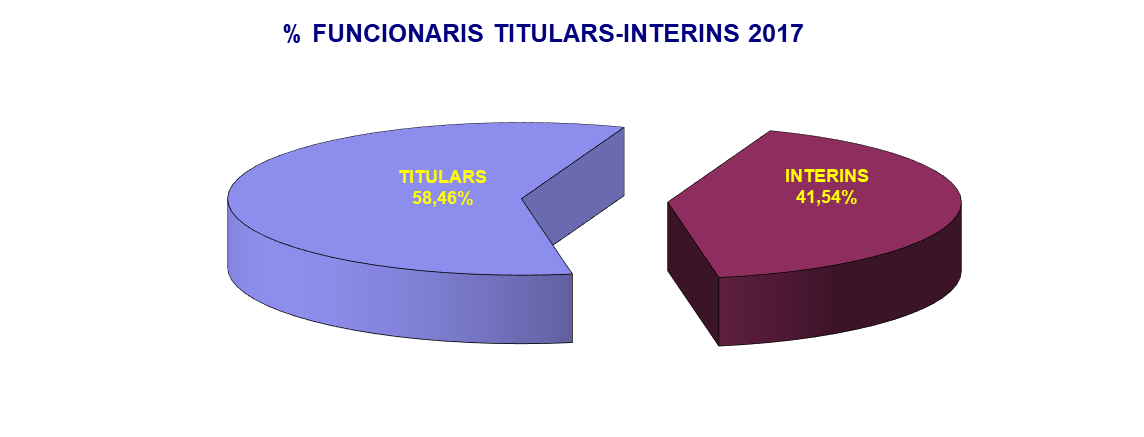 % FUNCIONARIS TITULARS-INTERINS 2017
TITULARS
58,46%
INTERINS
41,54%